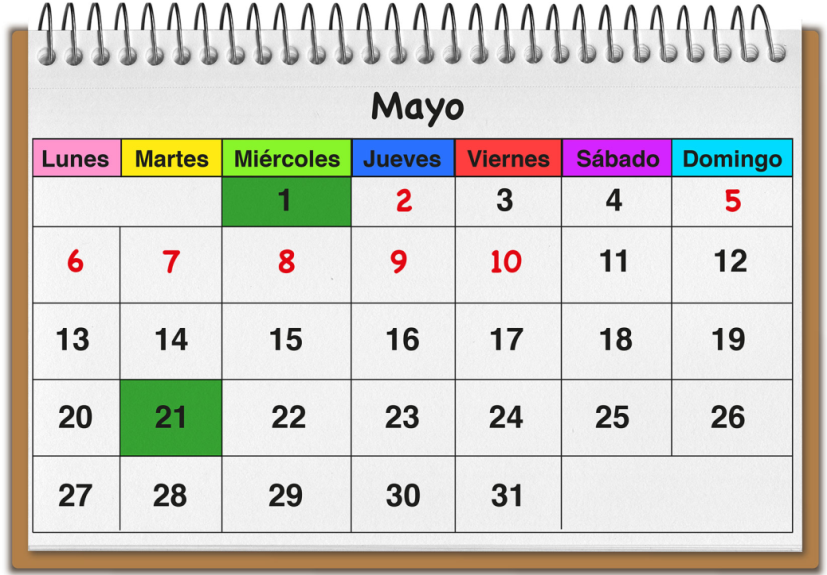 Mayo
Lunes Martes Miércoles Jueves Viernes Sábado Domingo
1 2 3 4 5
6 7 8 9 10 11 12
13 14 15 16 17 18 19
20 21 22 23 24 25 26
27 28 29 30 31